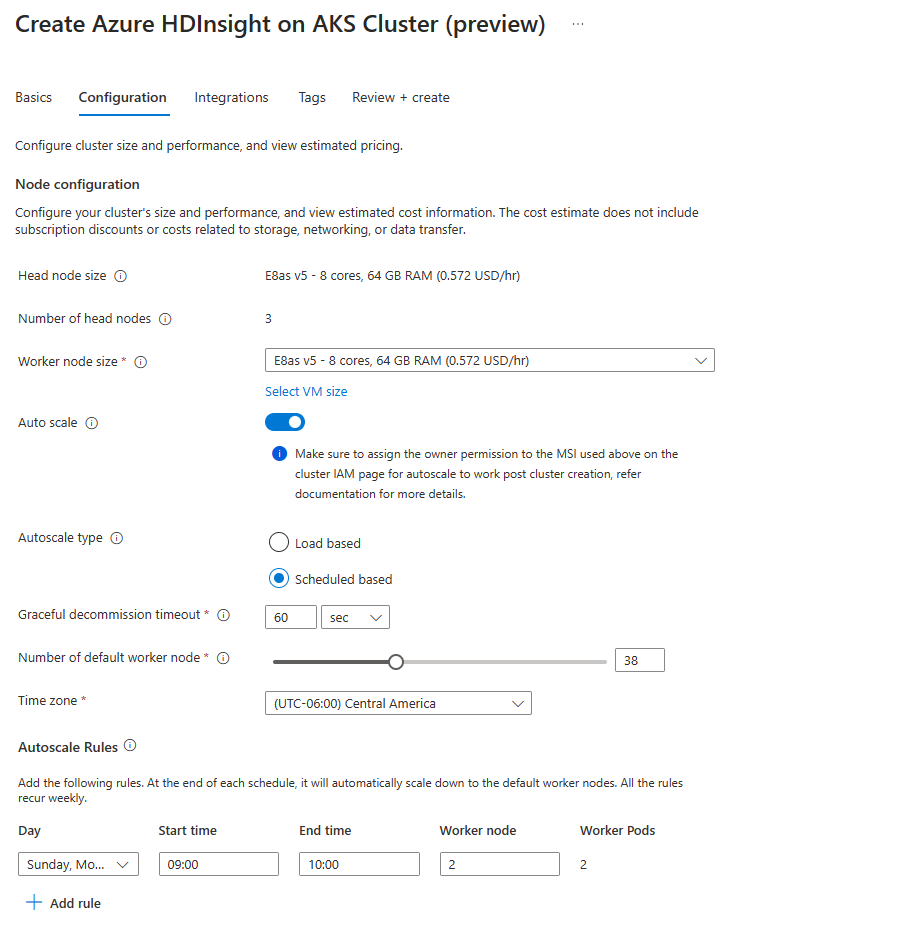 Create Azure HDInsight on AKS Cluster (preview) ...
Basics Configuration Integrations Tags Review + create
Configure cluster size and performance, and view estimated pricing.
Node configuration
Configure your cluster's size and performance, and view estimated cost information. The cost estimate does not include
subscription discounts or costs related to storage, networking, or data transfer.
Head node size E8as v5 - 8 cores, 64 GB RAM (0.572 USD/hr)
Number of head nodes 3
Worker node size * E8as v5 - 8 cores, 64 GB RAM (0.572 USD/hr)
Select VM size
Auto scale
Make sure to assign the owner permission to the MSI used above on the
cluster IAM page for autoscale to work post cluster creation, refer
documentation for more details.
Autoscale type Load based
Scheduled based
Graceful decommission timeout * 60 sec
Number of default worker node * 38
Time zone * (UTC-06:00) Central America
Autoscale Rules
Add the following rules. At the end of each schedule, it will automatically scale down to the default worker nodes. All the rules
recur weekly.
Day Start time End time Worker node Worker Pods
Sunday, Mo... 09:00 10:00 2 2
Add rule